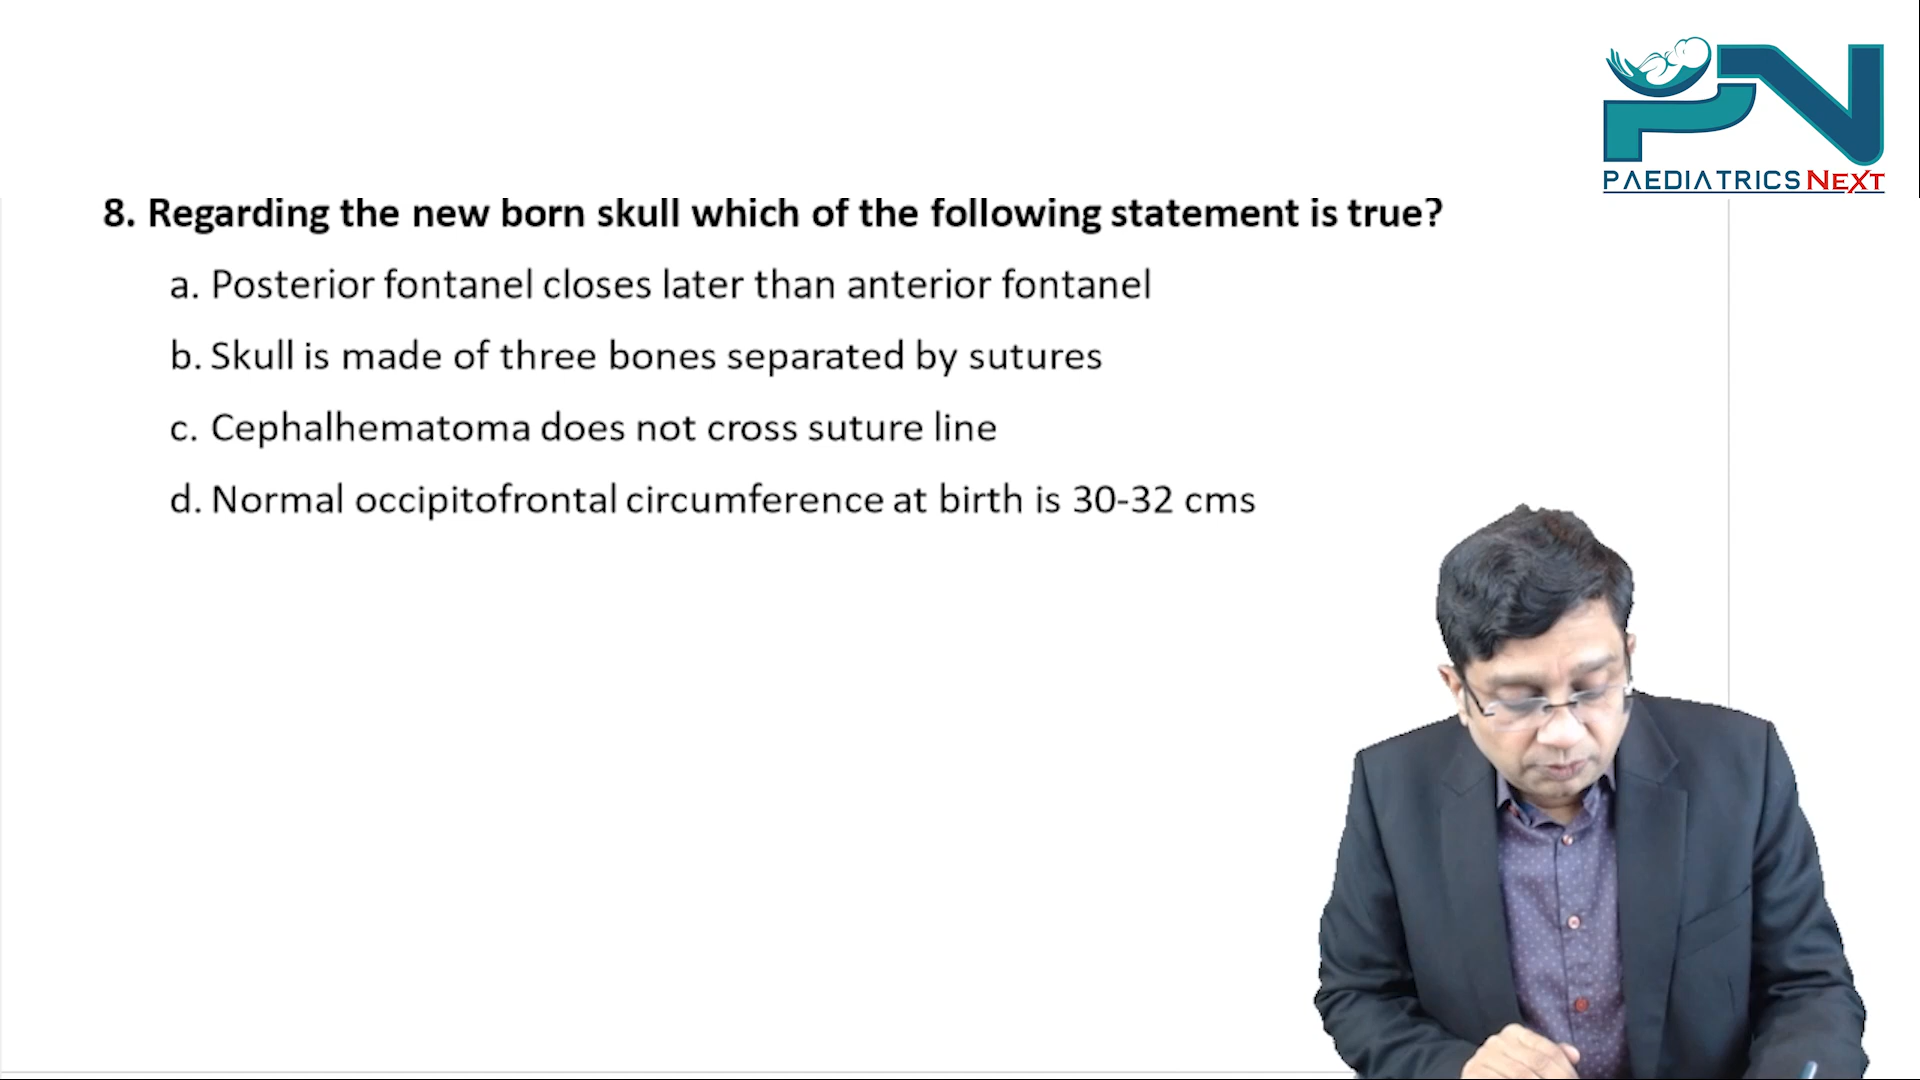 PAEDIATRICS NEXT
8. Regarding the new born skull which of the following statement is true?
a. Posterior fontanel closes later than anterior fontanel
b. Skull is made of three bones separated by sutures
c. Cephalhematoma does not cross suture line
d. Normal occipitofrontal circumference at birth is 30-32 cms